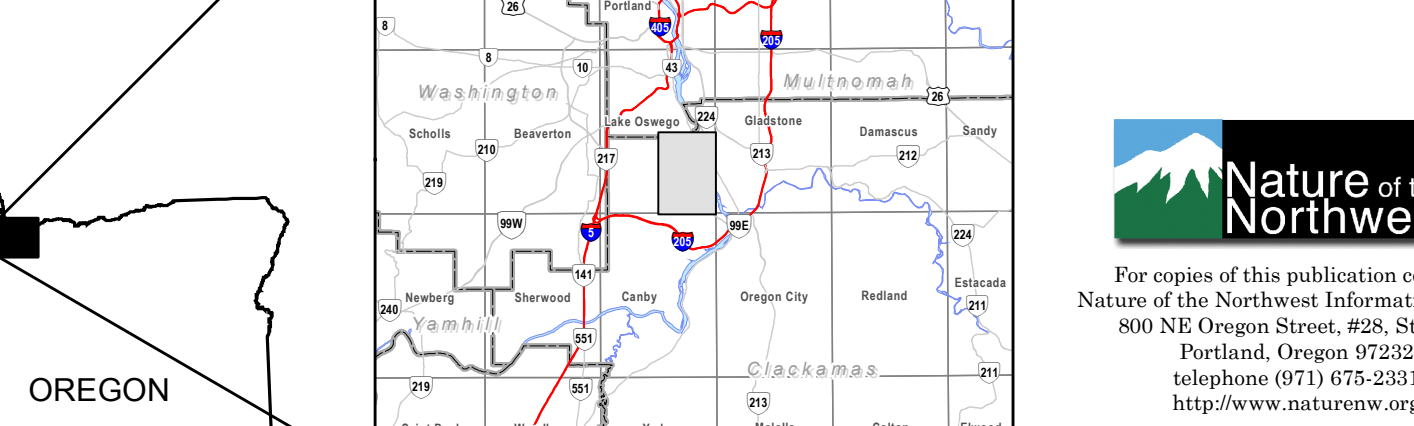 Portland
26
8
405
205
8
10
43
Multnomah
Washington
26
Lake Oswego
224
Gladstone
Scholls
Beaverton
Damascus
Sandy
210
217
213
212
219
99W
5
205
99E
224
141
Estacada
Newberg
Sherwood
Canby
Oregon City
Redland
240
211
Yamhill
551
Clackamas
OREGON
219
551
213
211
Nature of
Northwe
For copies of this publication
Nature of the Northwest
800 NE Oregon Street, #28,
Portland, Oregon 97232
telephone (971) 675-2331
http://www.naturenw.org